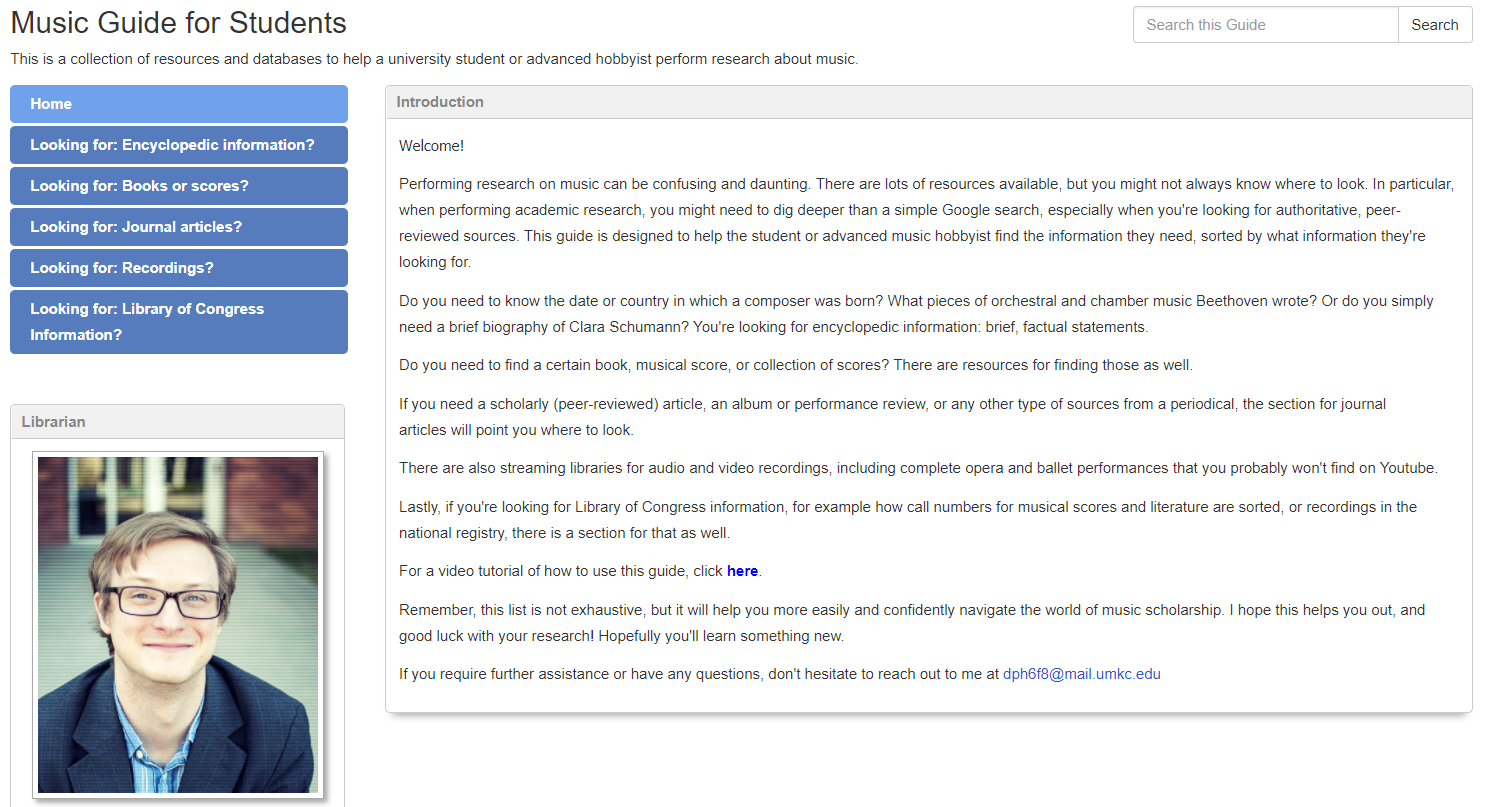 Music Guide for Students
Search this Guide
Search
This is a collection of resources and databases to help a university student or advanced hobbyist perform research about music.
Home
Looking for: Encyclopedic information?
Looking for: Books or scores?
Looking for: Journal articles?
Looking for: Recordings?
Looking for: Library of Congress
Information?
Librarian
Introduction
Welcome!
Performing research on music can be confusing and daunting. There are lots of resources available, but you might not always know where to look. In particular,
when performing academic research, you might need to dig deeper than a simple Google search, especially when you're looking for authoritative, peer-
reviewed sources. This guide is designed to help the student or advanced music hobbyist find the information they need, sorted by what information they're
looking for.
Do you need to know the date or country in which a composer was born? What pieces of orchestral and chamber music Beethoven wrote? Or do you simply
need a brief biography of Clara Schumann? You're looking for encyclopedic information: brief, factual statements.
Do you need to find a certain book, musical score, or collection of scores? There are resources for finding those as well.
If you need a scholarly (peer-reviewed) article, an album or performance review, or any other type of sources from a periodical, the section for journal
articles will point you where to look.
There are also streaming libraries for audio and video recordings, including complete opera and ballet performances that you probably won't find on Youtube.
Lastly, if you're looking for Library of Congress information, for example how call numbers for musical scores and literature are sorted, or recordings in the
national registry, there is a section for that as well.
For a video tutorial of how to use this guide, click here.
Remember, this list is not exhaustive, but it will help you more easily and confidently navigate the world of music scholarship. I hope this helps you out, and
good luck with your research! Hopefully you'll learn something new.
If you require further assistance or have any questions, don't hesitate to reach out to me at dph6f8@mail.umkc.edu